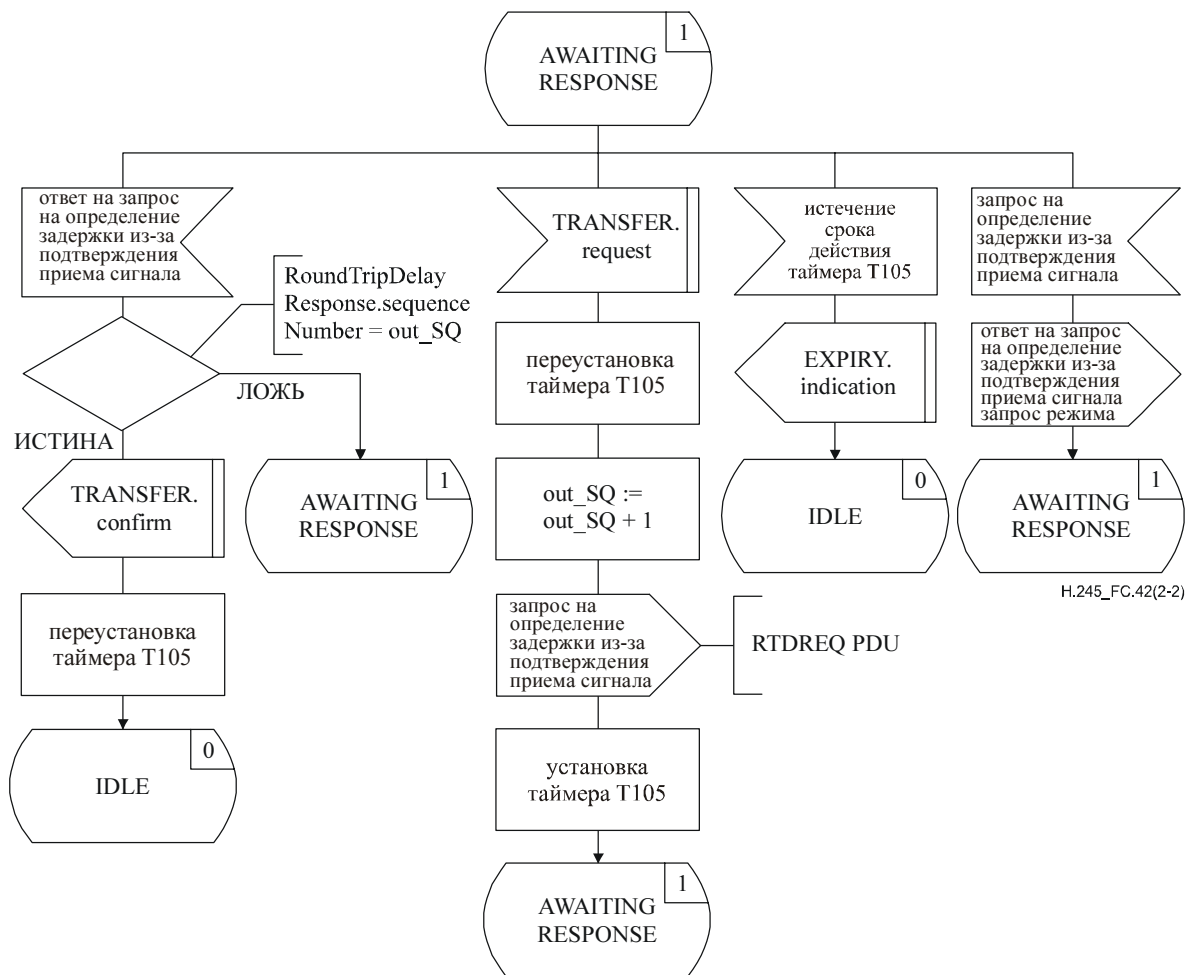 1
AWAITING
RESPONSE
ответ на запрос
на определение
задержки из-за
подтверждения
приема сигнала
RoundTripDelay
Response.sequence
Number = out_SQ
ЛОЖЬ
ИСТИНА
TRANSFER.
confirm
переустановка
таймера T105
0
IDLE
1
AWAITING
RESPONSE
TRANSFER.
request
переустановка
таймера T105
out_SQ :=
out_SQ + 1
запрос на
определение
задержки из-за
подтверждения
приема сигнала
RTDREQ PDU
установка
таймера T105
1
AWAITING
RESPONSE
истечение
срока
действия
таймера T105
EXPIRY.
indication
0
IDLE
запрос на
определение
задержки из-за
подтверждения
приема сигнала
ответ на запрос
на определение
задержки из-за
подтверждения
приема сигнала
запрос режима
1
AWAITING
RESPONSE
H.245_FC.42(2-2)